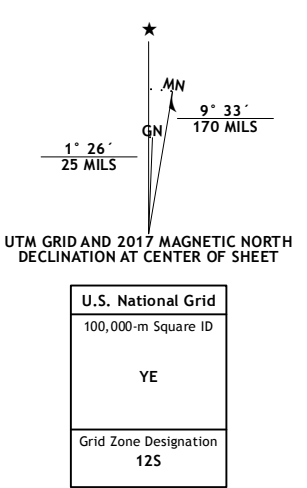 ★
MN
GN
9° 33´
170 MILS
1° 26´
25 MILS
UTM GRID AND 2017 MAGNETIC NORTH
DECLINATION AT CENTER OF SHEET
U.S. National Grid
100,000-m Square ID
YE
Grid Zone Designation
12S